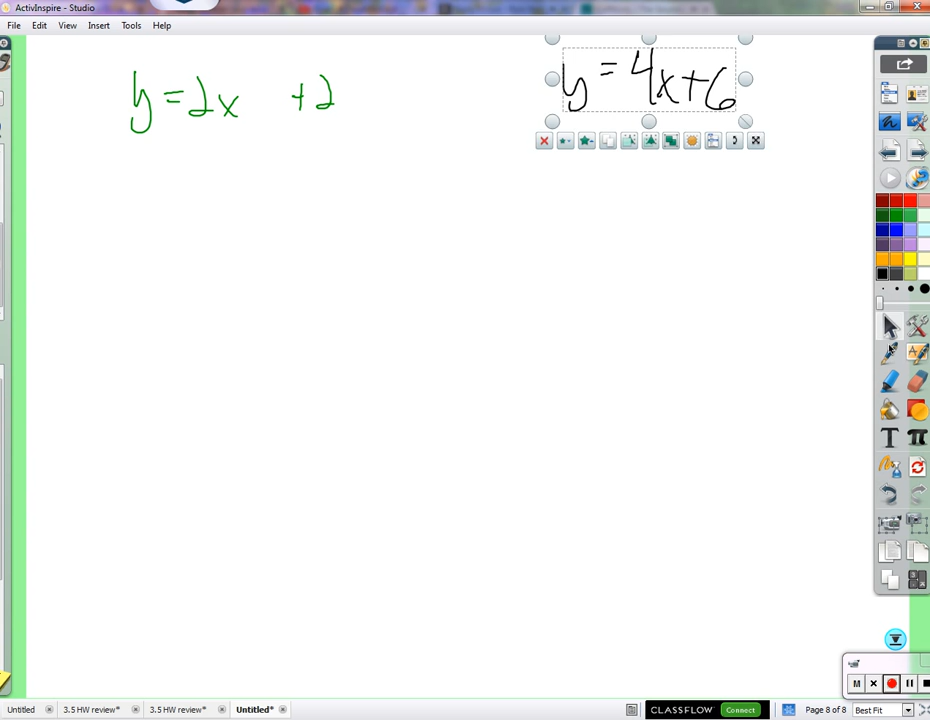 ActivInspire - Studio
File Edit View Insert Tools Help
y = 2x +2
y = 4x+6
Untitled 3.5 HW review* 3.5 HW review* Untitled* CLASSFLOW Connect Page 8 of 8 Best Fit
M